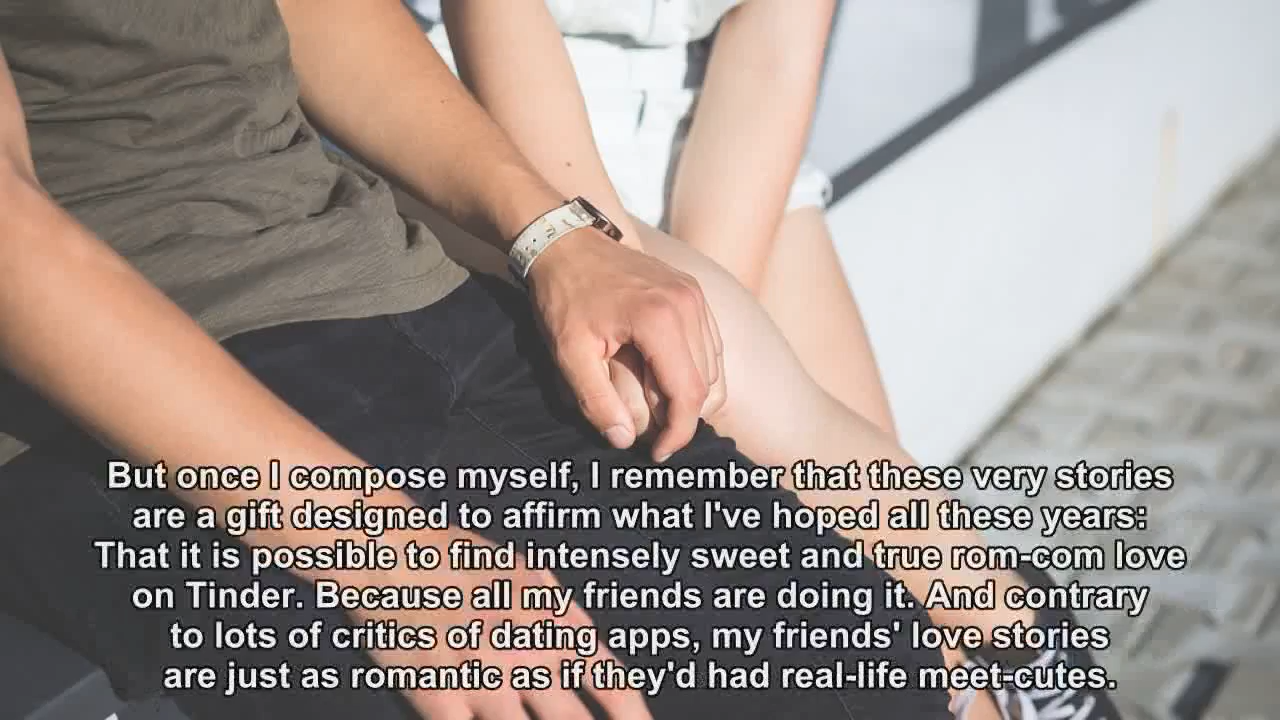 But once I compose myself, I remember that these very stories
are a gift designed to affirm what I've hoped all these years:
That it is possible to find intensely sweet and true rom-com love
on Tinder. Because all my friends are doing it. And contrary
to lots of critics of dating apps, my friends' love stories
are just as romantic as if they'd had real-life meet-cutes.